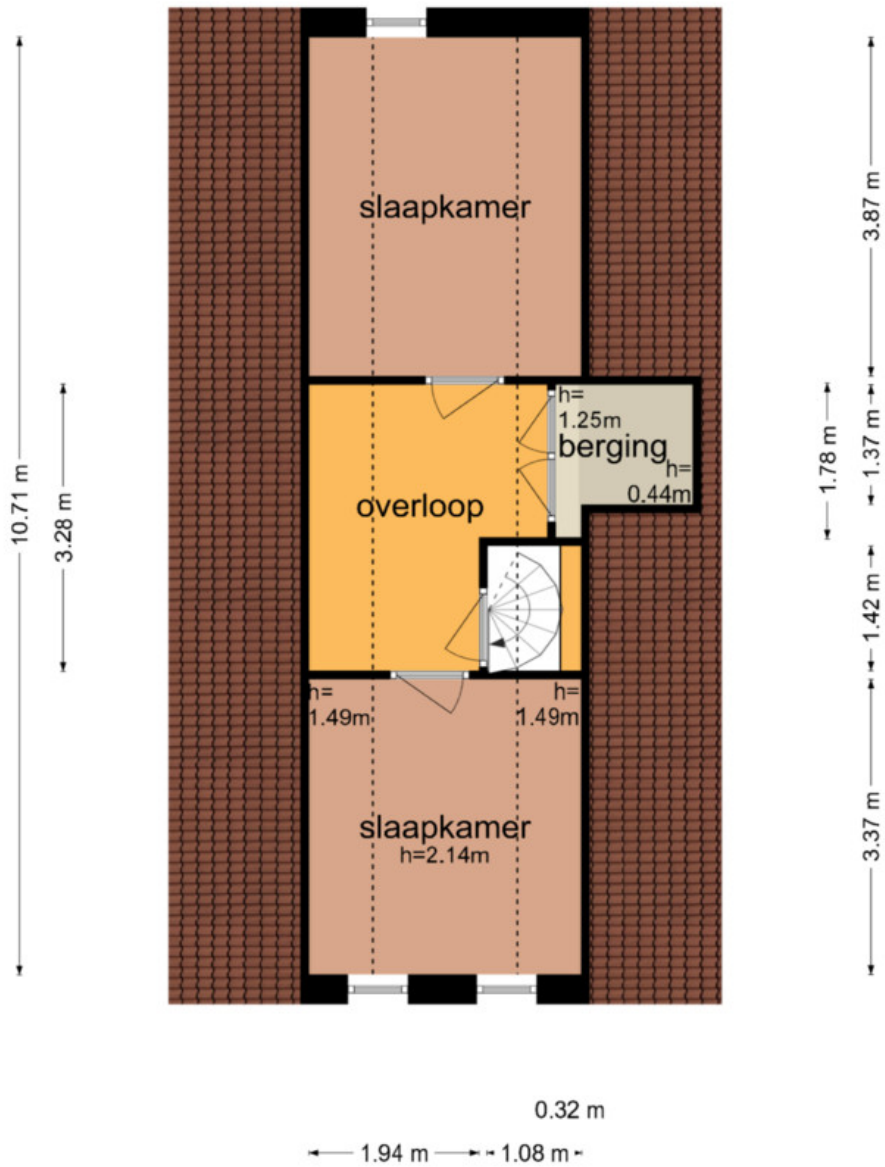 slaapkamer
3.87 m
h=
1.25m
berging
h=
0.44m
1.37 m
1.78 m
overloop
10.71 m
3.28 m
1.42 m
h=
1.49m
h=
1.49m
slaapkamer
h=2.14m
3.37 m
0.32 m
1.94 m
1.08 m